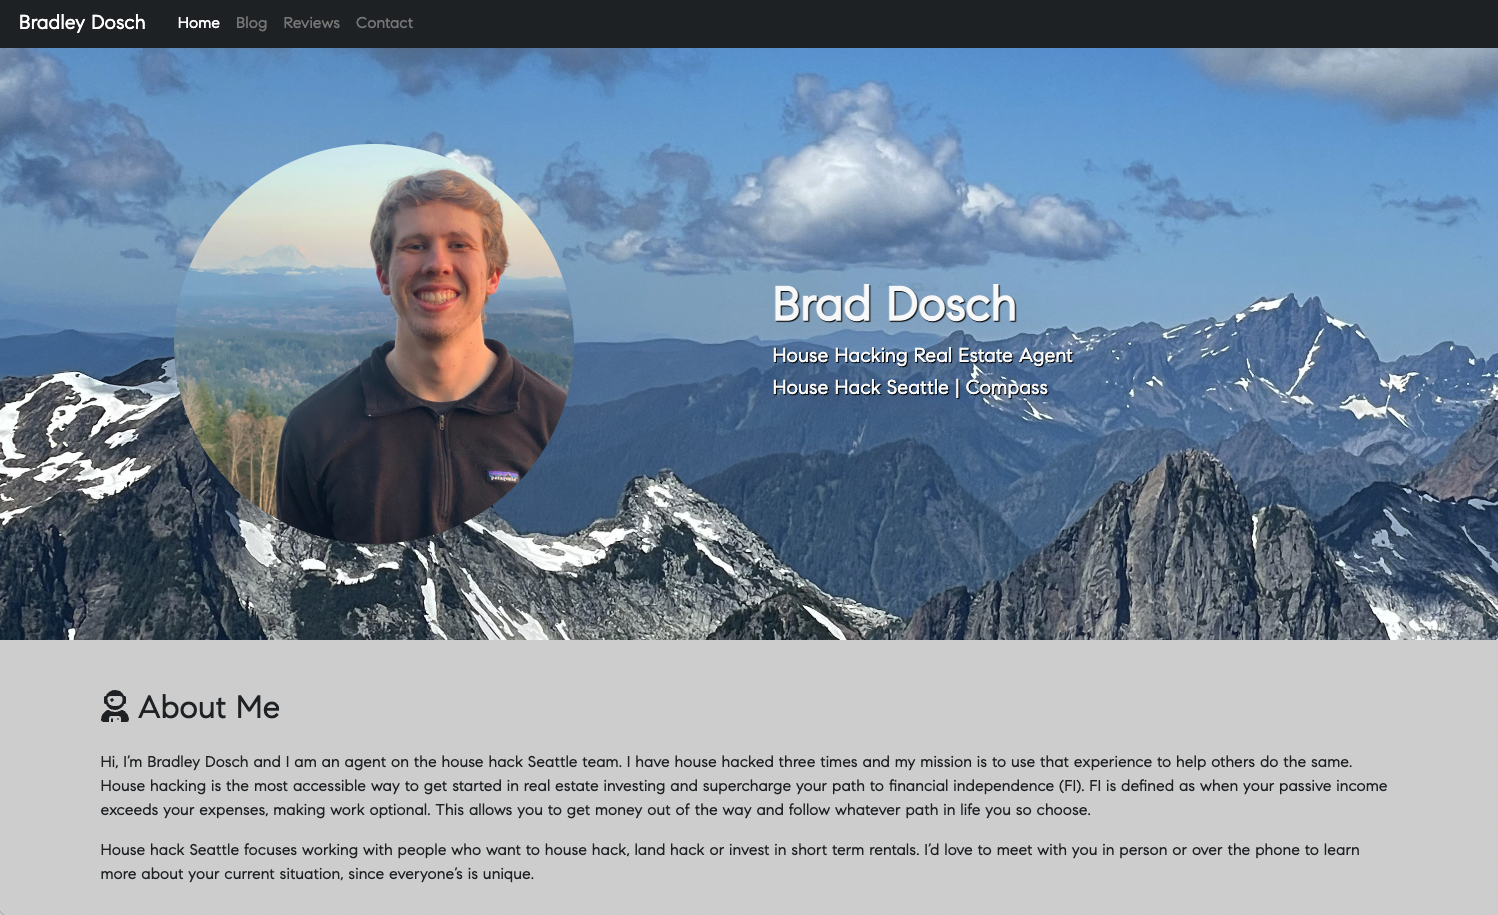 Bradley Dosch Home Blog Reviews Contact
patagonia
Brad Dosch
House Hacking Real Estate Agent
House Hack Seattle | Compass
About Me
Hi, I'm Bradley Dosch and I am an agent on the house hack Seattle team. I have house hacked three times and my mission is to use that experience to help others do the same.
House hacking is the most accessible way to get started in real estate investing and supercharge your path to financial independence (FI). FI is defined as when your passive income
exceeds your expenses, making work optional. This allows you to get money out of the way and follow whatever path in life you so choose.
House hack Seattle focuses working with people who want to house hack, land hack or invest in short term rentals. I'd love to meet with you in person or over the phone to learn
more about your current situation, since everyone's is unique.